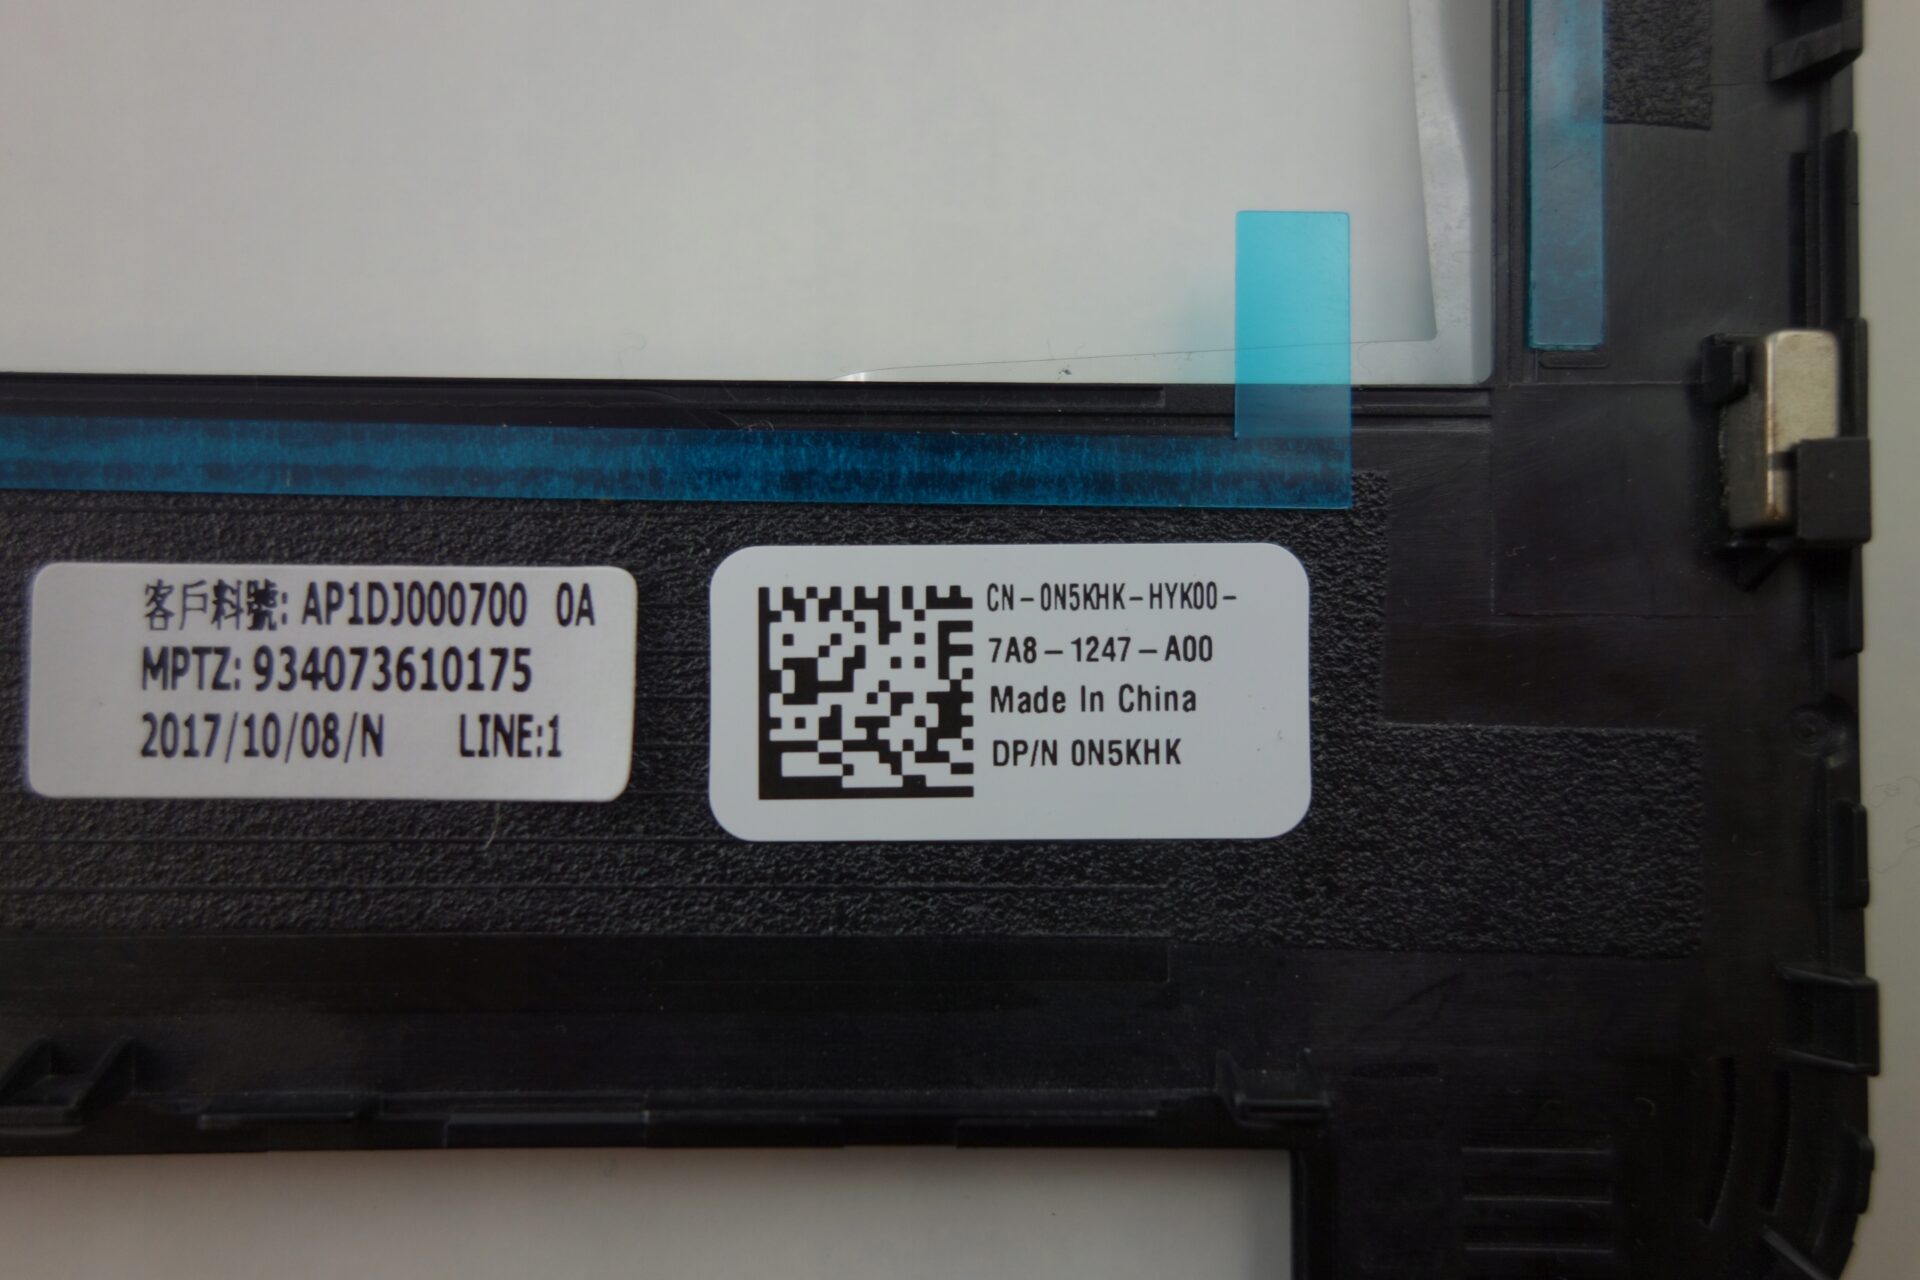 客戶料號: AP1DJ000700 0A
MPTZ: 934073610175
2017/10/08/N LINE:1
CN-0N5KHK-HYK00-
7A8-1247-A00
Made In China
DP/N 0N5KHK